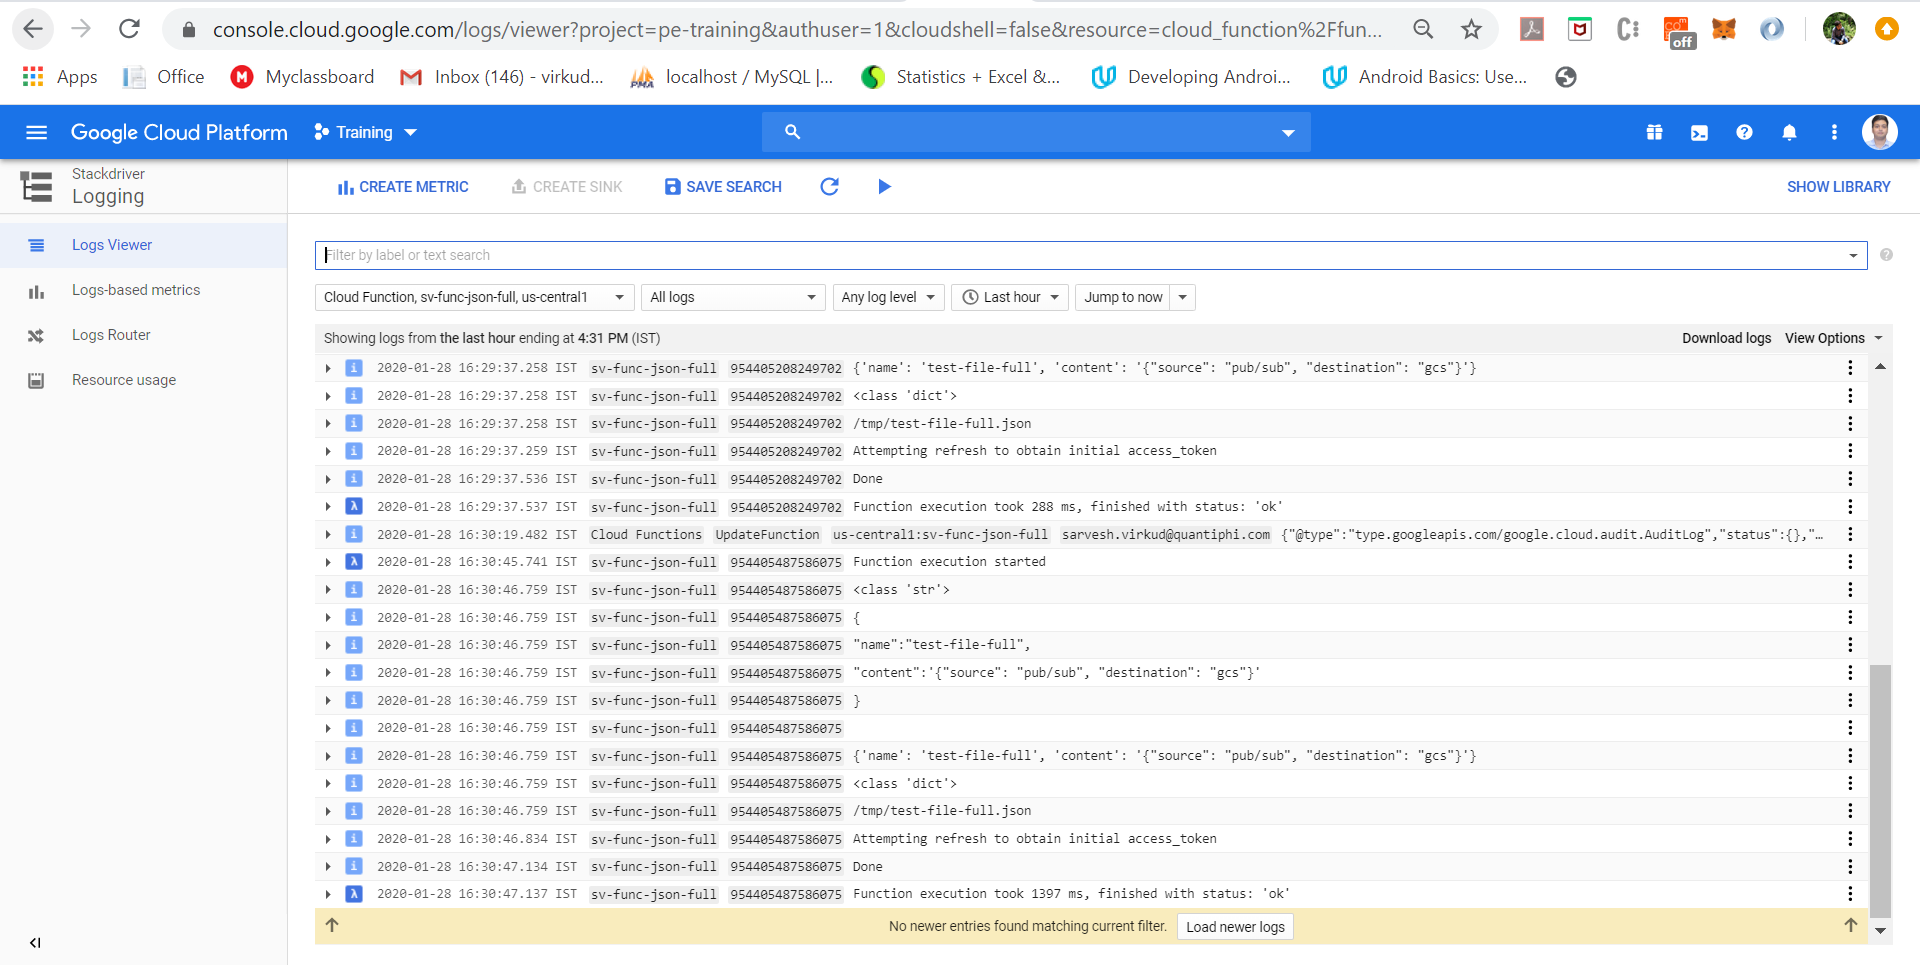 console.cloud.google.com/logs/viewer?project=pe-training&authuser=1&cloudshell=false&resource=cloud_function%2Ffun...
off
Apps Office Myclassboard Inbox (146) - virkud... localhost / MySQL |... Statistics + Excel &... Developing Androi... Android Basics: Use...
Google Cloud Platform Training
Stackdriver
Logging
CREATE METRIC CREATE SINK SAVE SEARCH SHOW LIBRARY
Logs Viewer
Logs-based metrics
Logs Router
Resource usage
Filter by label or text search
Cloud Function, sv-func-json-full, us-central1 All logs Any log level Last hour Jump to now
Showing logs from the last hour ending at 4:31 PM (IST) Download logs View Options
2020-01-28 16:29:37.258 IST sv-func-json-full 954405208249702 {'name': 'test-file-full', 'content': '{"source": "pub/sub", "destination": "gcs"}'}
2020-01-28 16:29:37.258 IST sv-func-json-full 954405208249702 <class 'dict'>
2020-01-28 16:29:37.258 IST sv-func-json-full 954405208249702 /tmp/test-file-full.json
2020-01-28 16:29:37.259 IST sv-func-json-full 954405208249702 Attempting refresh to obtain initial access_token
2020-01-28 16:29:37.536 IST sv-func-json-full 954405208249702 Done
2020-01-28 16:29:37.537 IST sv-func-json-full 954405208249702 Function execution took 288 ms, finished with status: 'ok'
2020-01-28 16:30:19.482 IST Cloud Functions UpdateFunction us-central1:sv-func-json-full sarvesh.virkud@quantiphi.com {"@type":"type.googleapis.com/google.cloud.audit.AuditLog","status":{},"...
2020-01-28 16:30:45.741 IST sv-func-json-full 954405487586075 Function execution started
2020-01-28 16:30:46.759 IST sv-func-json-full 954405487586075 <class 'str'>
2020-01-28 16:30:46.759 IST sv-func-json-full 954405487586075 {
2020-01-28 16:30:46.759 IST sv-func-json-full 954405487586075 "name":"test-file-full",
2020-01-28 16:30:46.759 IST sv-func-json-full 954405487586075 "content":'{"source": "pub/sub", "destination": "gcs"}'
2020-01-28 16:30:46.759 IST sv-func-json-full 954405487586075 }
2020-01-28 16:30:46.759 IST sv-func-json-full 954405487586075
2020-01-28 16:30:46.759 IST sv-func-json-full 954405487586075 {'name': 'test-file-full', 'content': '{"source": "pub/sub", "destination": "gcs"}'}
2020-01-28 16:30:46.759 IST sv-func-json-full 954405487586075 <class 'dict'>
2020-01-28 16:30:46.759 IST sv-func-json-full 954405487586075 /tmp/test-file-full.json
2020-01-28 16:30:46.834 IST sv-func-json-full 954405487586075 Attempting refresh to obtain initial access_token
2020-01-28 16:30:47.134 IST sv-func-json-full 954405487586075 Done
2020-01-28 16:30:47.137 IST sv-func-json-full 954405487586075 Function execution took 1397 ms, finished with status: 'ok'
No newer entries found matching current filter. Load newer logs